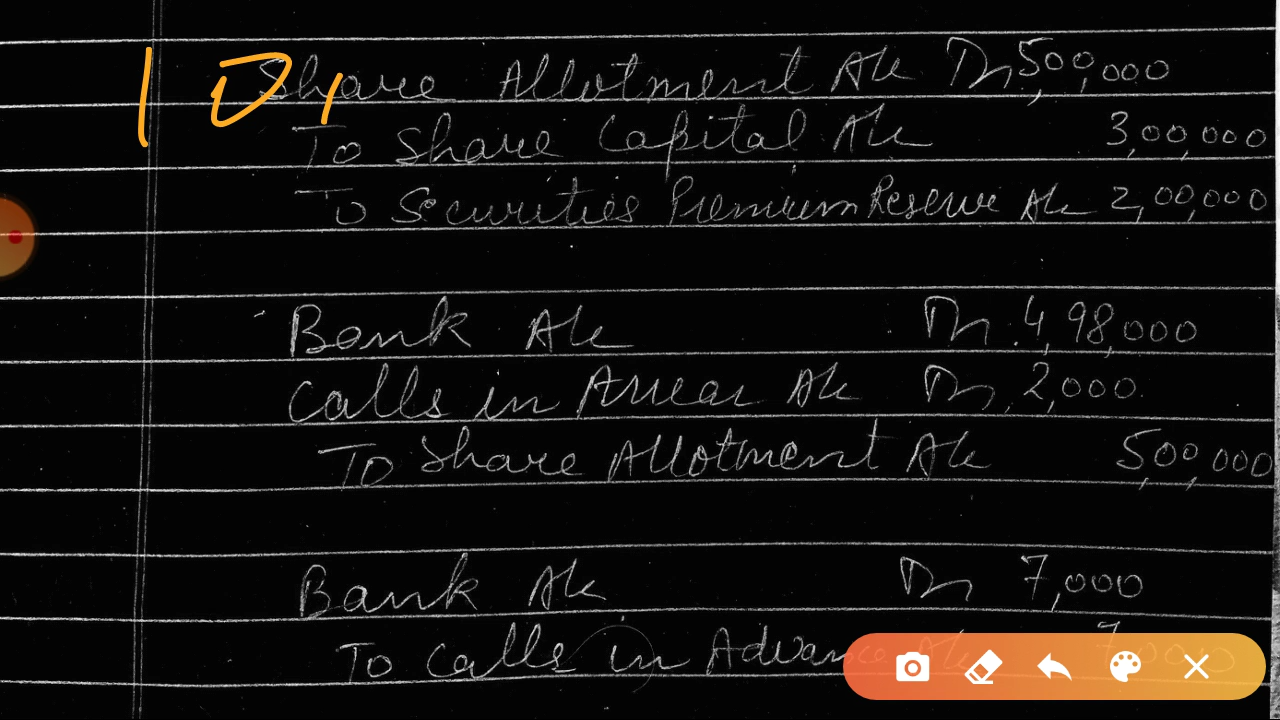 Share Allotment A/c Dr 5,00,000
To Share Capital A/c 3,00,000
To Securities Premium Reserve A/c 2,00,000
Bank A/c Dr. 4,98,000
Calls in Arrear A/c Dr, 2,000.
To Share Allotment A/c 5,00,000
Bank A/c Dr 7,000
To Calls in Advance A/c 7,000